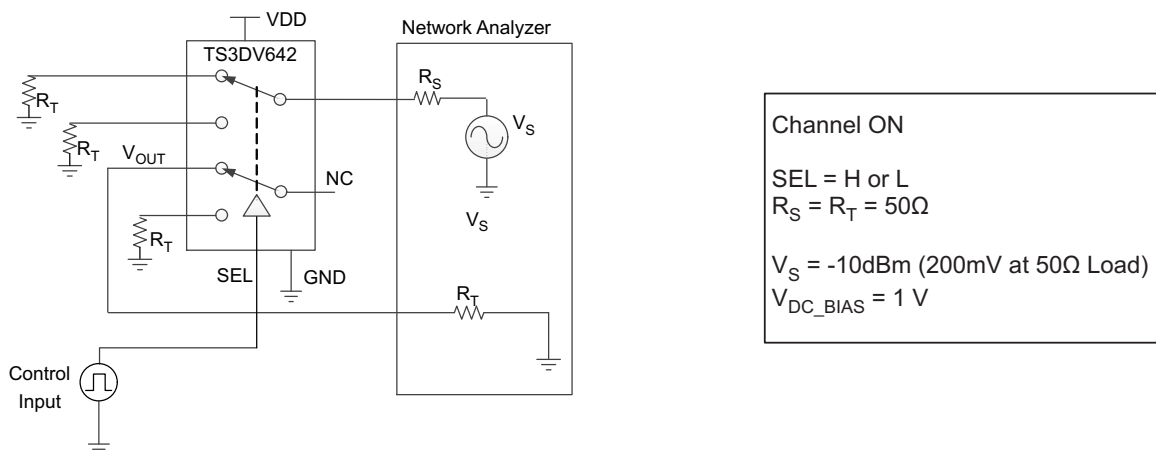 VDD
Network Analyzer
TS3DV642
R_S
R_T
V_S
R_T
V_OUT
NC
V_S
R_T
SEL
GND
R_T
Control
Input
Channel ON
SEL = H or L
R_S = R_T = 50Ω
V_S = -10dBm (200mV at 50Ω Load)
V_DC_BIAS = 1 V